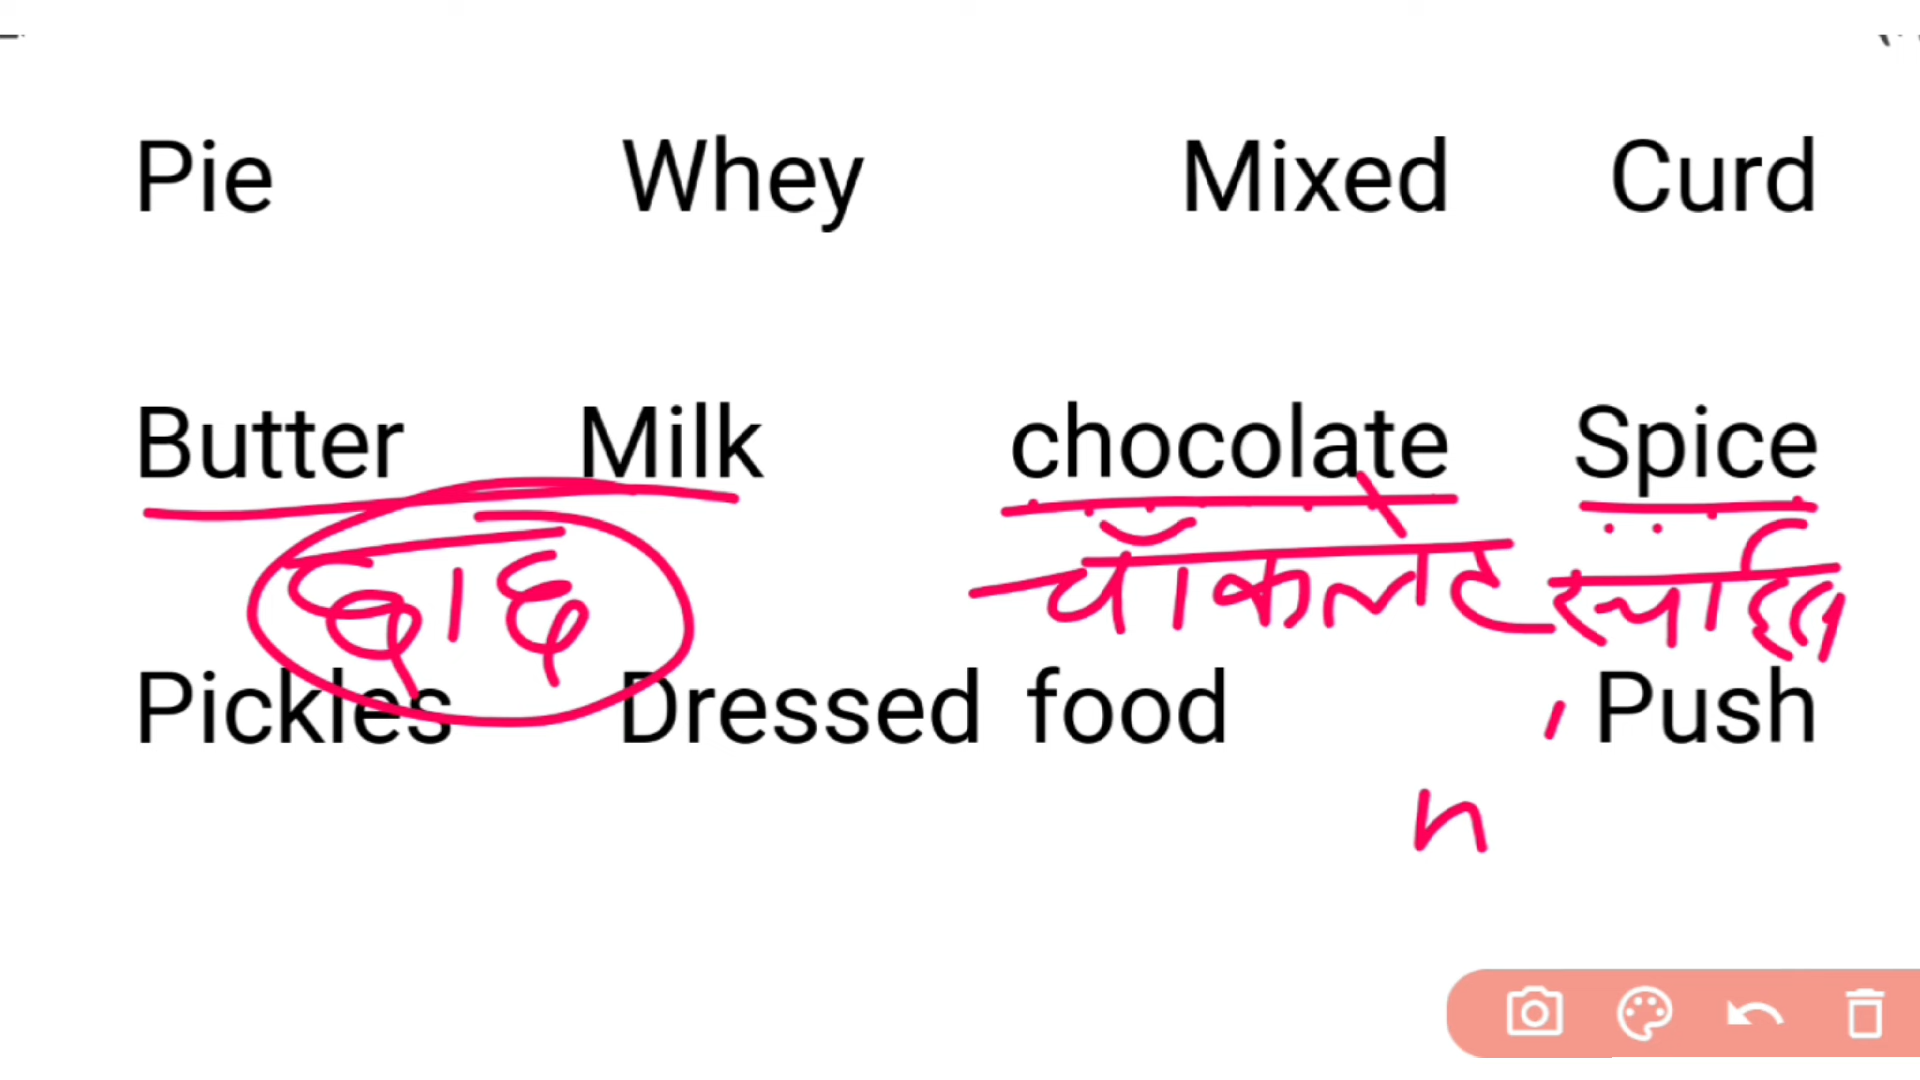 Pie Whey Mixed Curd
Butter Milk chocolate Spice
छाछ चॉकलेट
Pickles Dressed food Push
n